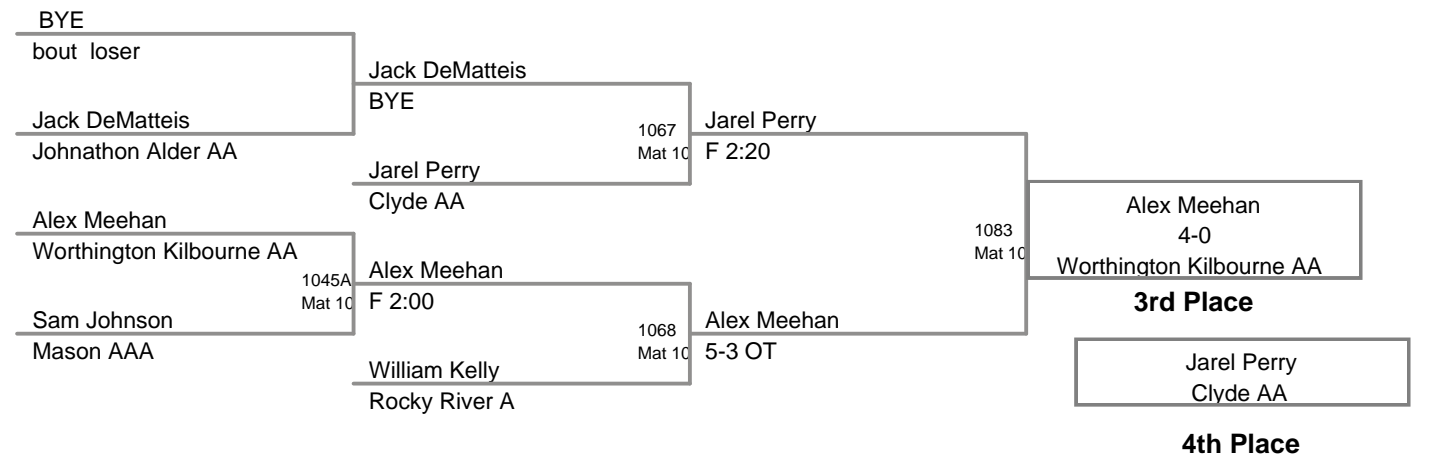 BYE
bout loser
Jack DeMatteis
Johnathon Alder AA
Alex Meehan
Worthington Kilbourne AA
1045A
Mat 10
Sam Johnson
Mason AAA
Jack DeMatteis
BYE
1067
Mat 10
Jarel Perry
Clyde AA
Alex Meehan
F 2:00
1068
Mat 10
William Kelly
Rocky River A
Jarel Perry
F 2:20
1083
Mat 10
Alex Meehan
5-3 OT
Alex Meehan
4-0
Worthington Kilbourne AA
3rd Place
Jarel Perry
Clyde AA
4th Place